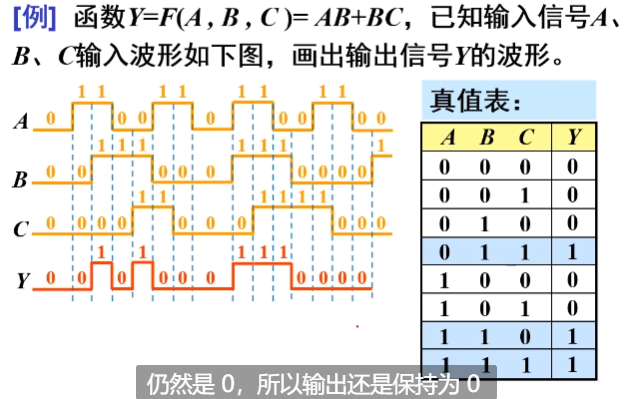 [例] 函数Y=F(A , B , C )= AB+BC，已知输入信号A、
B、C输入波形如下图，画出输出信号Y的波形。
真值表：
A 0 1 1 0 0 1 1 0 1 1 0 0 1 1 0 0
B 0 0 1 1 1 0 0 0 1 1 1 0 0 0 0 1
C 0 0 0 0 1 1 0 0 0 1 1 1 1 0 0 0
Y 0 0 1 0 1 0 0 0 1 1 1 0 0 0 0
A B C Y
0 0 0 0
0 0 1 0
0 1 0 0
0 1 1 1
1 0 0 0
1 0 1 0
1 1 0 1
1 1 1 1
仍然是 0，所以输出还是保持为 0